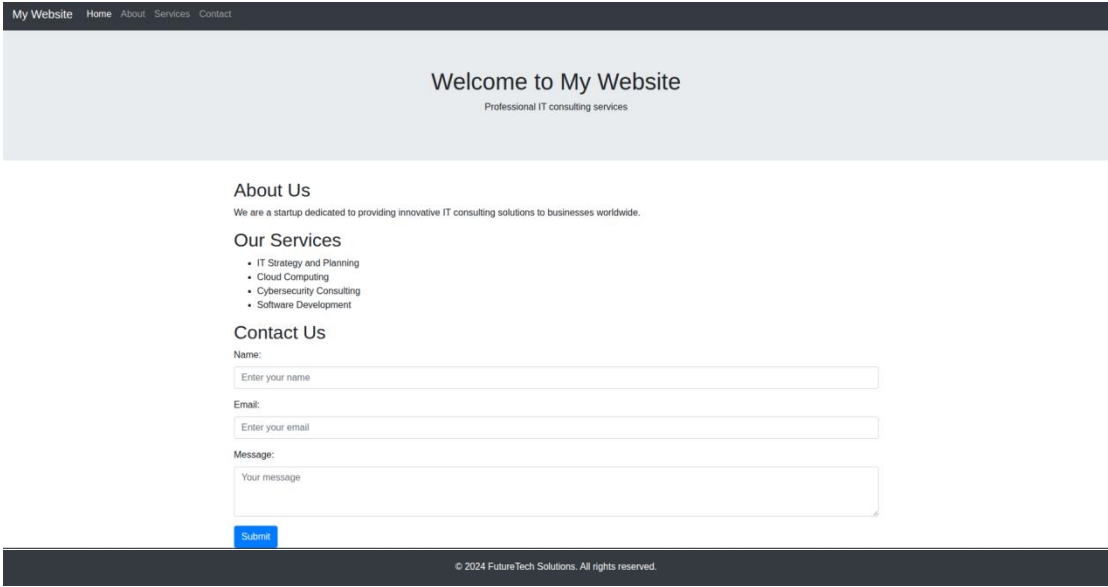 My Website Home About Services Contact
Welcome to My Website
Professional IT consulting services
About Us
We are a startup dedicated to providing innovative IT consulting solutions to businesses worldwide.
Our Services
• IT Strategy and Planning
• Cloud Computing
• Cybersecurity Consulting
• Software Development
Contact Us
Name:
Enter your name
Email:
Enter your email
Message:
Your message
Submit
© 2024 FutureTech Solutions. All rights reserved.